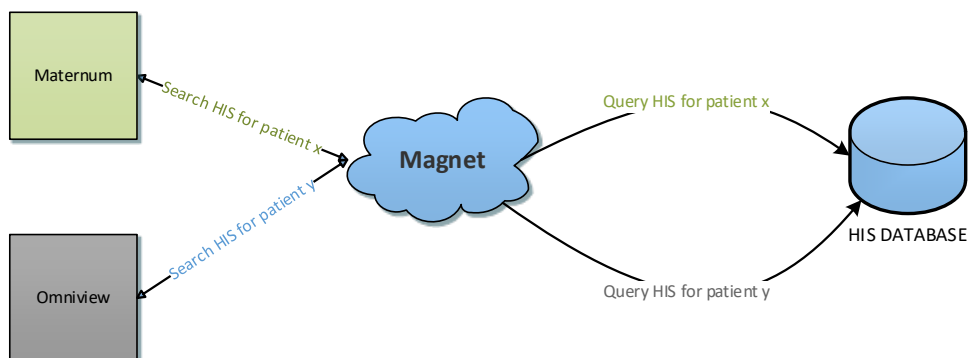 Maternum
Search HIS for patient x
Query HIS for patient x
Magnet
HIS DATABASE
Search HIS for patient y
Omniview
Query HIS for patient y